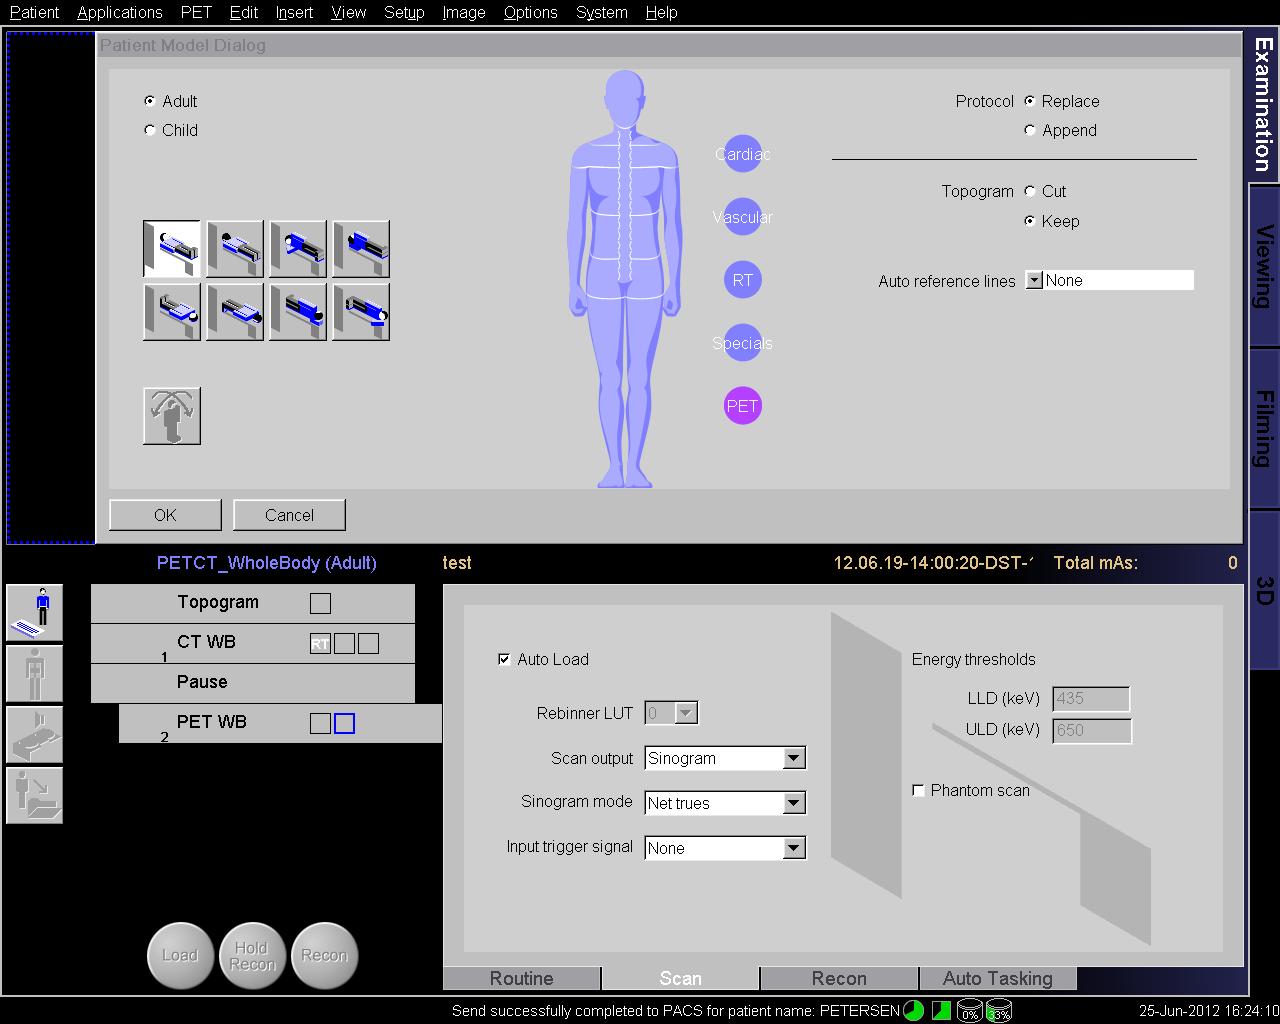 Patient Applications PET Edit Insert View Setup Image Options System Help
Patient Model Dialog
Adult
Child
Cardiac
Vascular
RT
Specials
PET
Protocol Replace
Append
Topogram Cut
Keep
Auto reference lines None
OK Cancel
Examination
Viewing
Filming
3D
PETCT_WholeBody (Adult) test 12.06.19-14:00:20-DST-1 Total mAs: 0
Topogram
1 CT WB RT
Pause
2 PET WB
Load
Hold
Recon
Recon
Auto Load
Rebinner LUT 0
Scan output Sinogram
Sinogram mode Net trues
Input trigger signal None
Energy thresholds
LLD (keV) 435
ULD (keV) 650
Phantom scan
Routine Scan Recon Auto Tasking
Send successfully completed to PACS for patient name: PETERSEN 0% 33% 25-Jun-2012 16:24:10